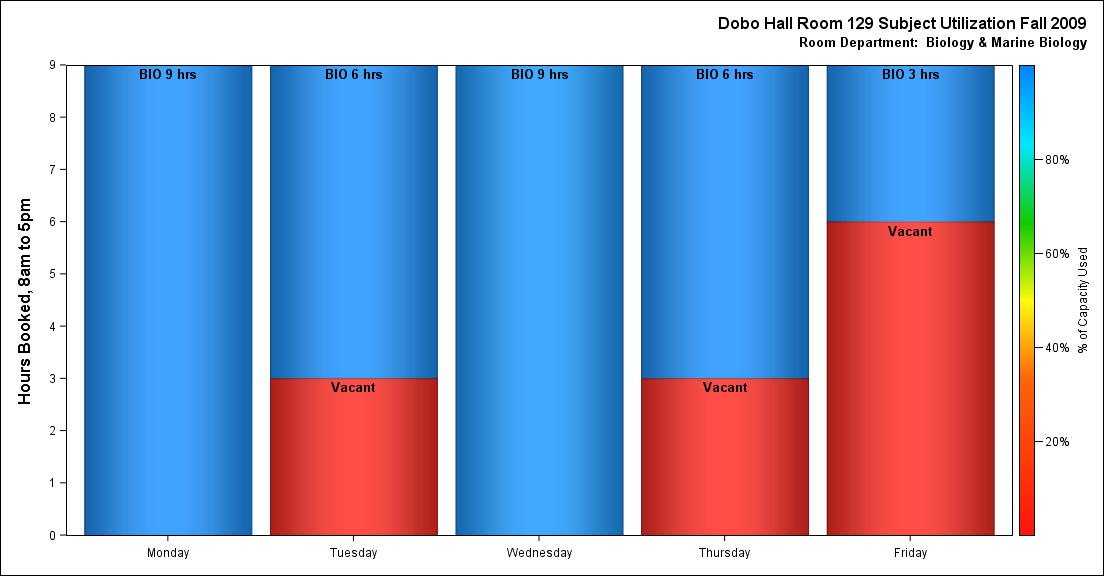 Dobo Hall Room 129 Subject Utilization Fall 2009
Room Department:  Biology & Marine Biology
Hours Booked, 8am to 5pm
9
8
7
6
5
4
3
2
1
0
BIO 9 hrs
BIO 6 hrs
Vacant
BIO 9 hrs
BIO 6 hrs
Vacant
BIO 3 hrs
Vacant
Monday
Tuesday
Wednesday
Thursday
Friday
80%
60%
40%
20%
% of Capacity Used